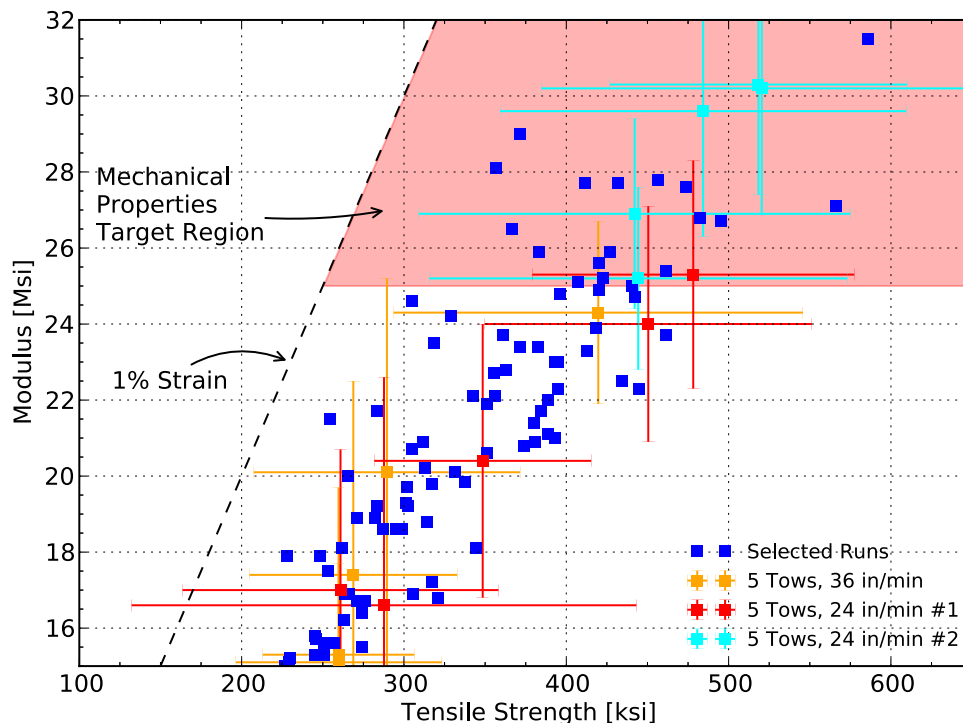 32
30
28
26
24
22
20
18
16
Modulus [Msi]
Mechanical
Properties
Target Region
1% Strain
Selected Runs
5 Tows, 36 in/min
5 Tows, 24 in/min #1
5 Tows, 24 in/min #2
100 200 300 400 500 600
Tensile Strength [ksi]